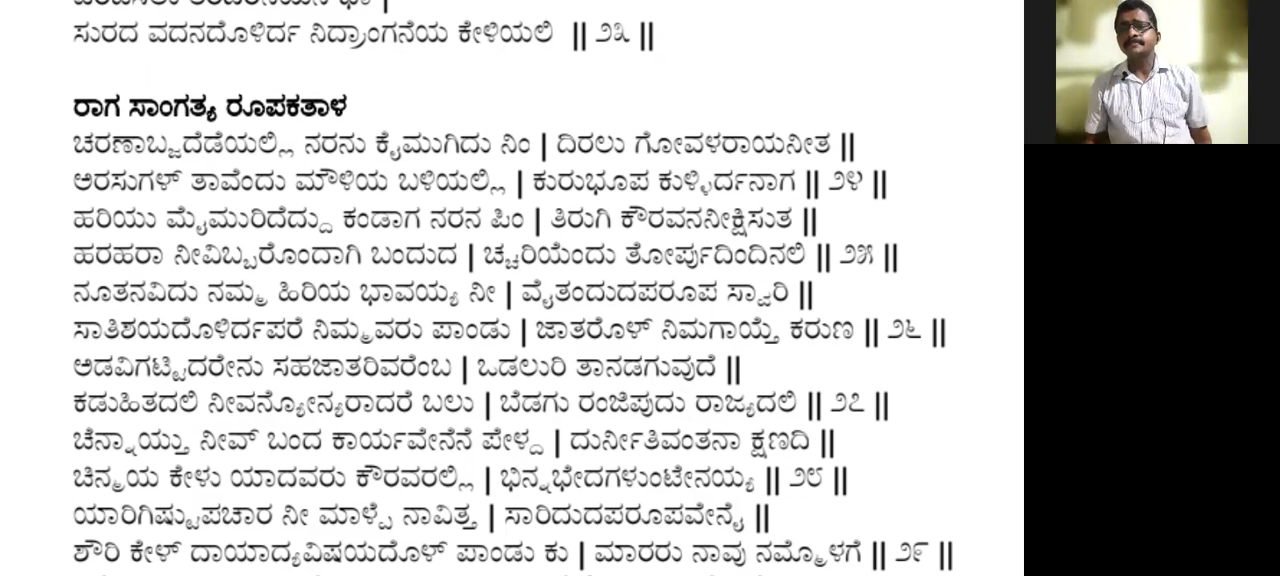 ಸುರದ ವದನದೊಳಿರ್ದ ನಿದ್ರಾಂಗನೆಯ ಕೇಳಿಯಲಿ || ೨೩ ||
ರಾಗ ಸಾಂಗತ್ಯ ರೂಪಕತಾಳ
ಚರಣಾಬ್ಜದೆಡೆಯಲ್ಲಿ ನರನು ಕೈಮುಗಿದು ನಿಂ | ದಿರಲು ಗೋವಳರಾಯನೀತ ||
ಅರಸುಗಳ್ ತಾವೆಂದು ಮೌಳಿಯ ಬಳಿಯಲ್ಲಿ | ಕುರುಭೂಪ ಕುಳ್ಳಿರ್ದನಾಗ || ೨೪ ||
ಹರಿಯು ಮೈಮುರಿದೆದ್ದು ಕಂಡಾಗ ನರನ ಪಿಂ | ತಿರುಗಿ ಕೌರವನನೀಕ್ಷಿಸುತ ||
ಹರಹರಾ ನೀವಿಬ್ಬರೊಂದಾಗಿ ಬಂದುದ | ಚ್ಚರಿಯೆಂದು ತೋರ್ಪುದಿಂದಿನಲಿ || ೨೫ ||
ನೂತನವಿದು ನಮ್ಮ ಹಿರಿಯ ಭಾವಯ್ಯ ನೀ | ವೈತಂದುದಪರೂಪ ಸ್ವಾರಿ ||
ಸಾತಿಶಯದೊಳಿರ್ದಪರೆ ನಿಮ್ಮವರು ಪಾಂಡು | ಜಾತರೊಳ್ ನಿಮಗಾಯ್ತೆ ಕರುಣ || ೨೬ ||
ಅಡವಿಗಟ್ಟಿದರೇನು ಸಹಜಾತರಿವರೆಂಬ | ಒಡಲುರಿ ತಾನಡಗುವುದೆ ||
ಕಡುಹಿತದಲಿ ನೀವನ್ಯೋನ್ಯರಾದರೆ ಬಲು | ಬೆಡಗು ರಂಜಿಪುದು ರಾಜ್ಯದಲಿ || ೨೭ ||
ಚೆನ್ನಾಯ್ತು ನೀವ್ ಬಂದ ಕಾರ್ಯವೇನೆನೆ ಪೇಳ್ದ | ದುರ್ನೀತಿವಂತನಾ ಕ್ಷಣದಿ ||
ಚಿನ್ಮಯ ಕೇಳು ಯಾದವರು ಕೌರವರಲ್ಲಿ | ಭಿನ್ನಭೇದಗಳುಂಟೇನಯ್ಯ || ೨೮ ||
ಯಾರಿಗಿಷ್ಟುಪಚಾರ ನೀ ಮಾಳ್ಪೆ ನಾವಿತ್ತ | ಸಾರಿದುದಪರೂಪವೇನೈ ||
ಶೌರಿ ಕೇಳ್ ದಾಯಾದ್ಯವಿಷಯದೊಳ್ ಪಾಂಡು ಕು | ಮಾರರು ನಾವು ನಮ್ಮೊಳಗೆ || ೨೯ ||